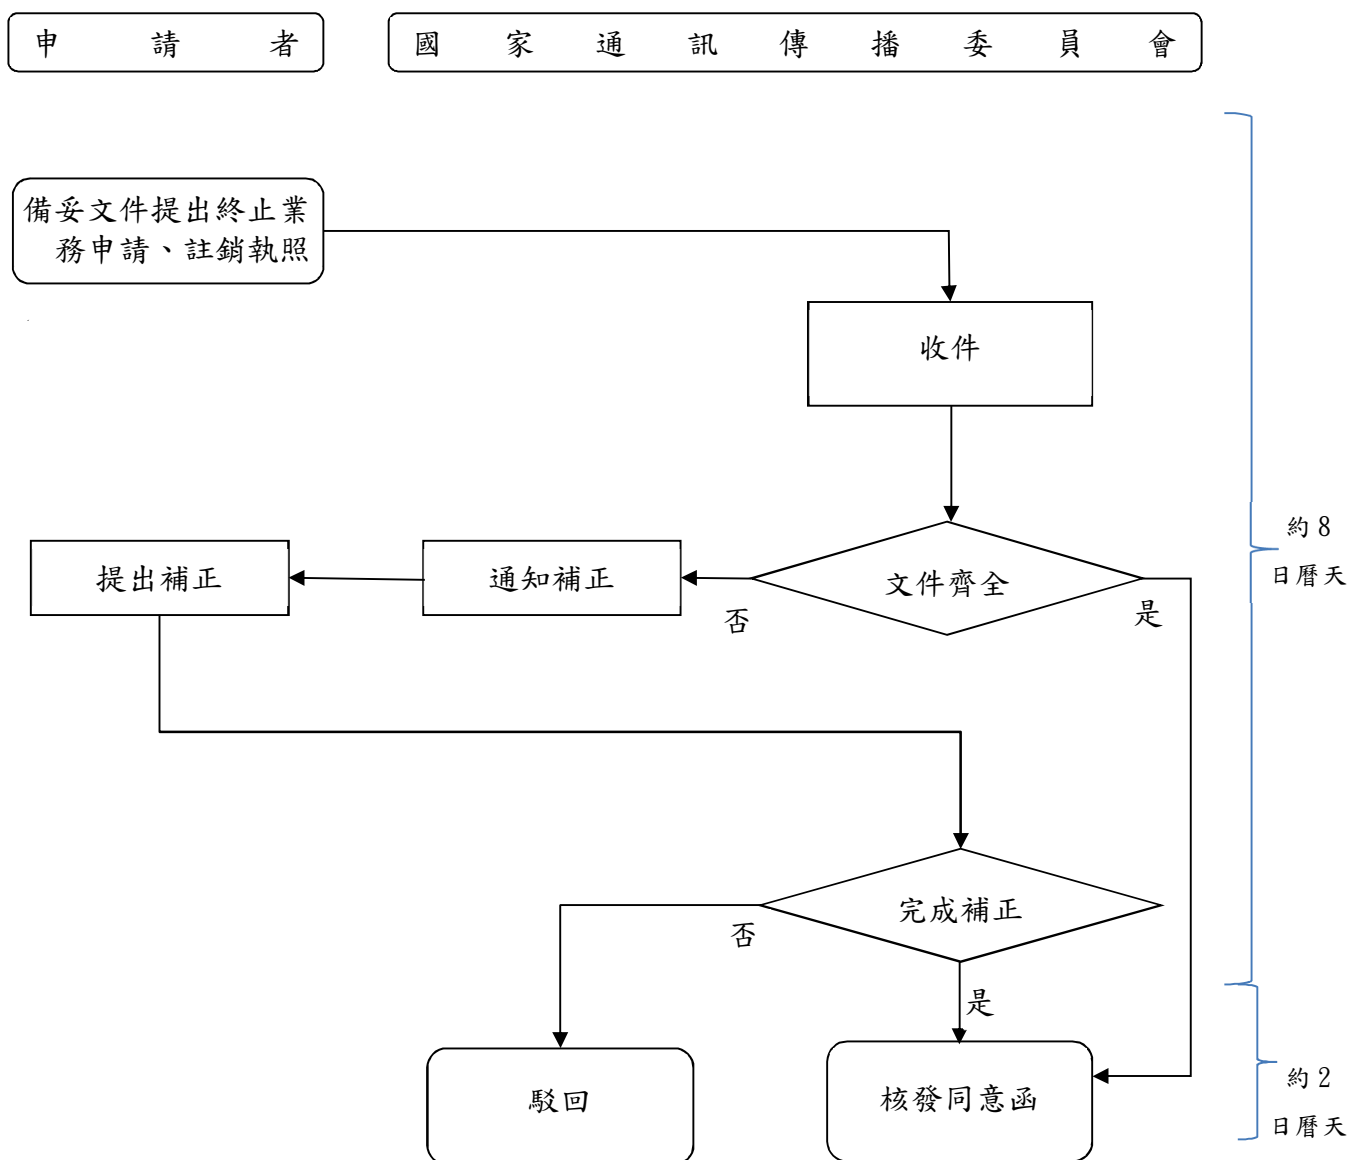 申請者
國家通訊傳播委員會
備妥文件提出終止業
務申請、註銷執照
收件
約 8
日曆天
文件齊全
通知補正
提出補正
否
是
完成補正
否
是
駁回
核發同意函
約 2
日曆天